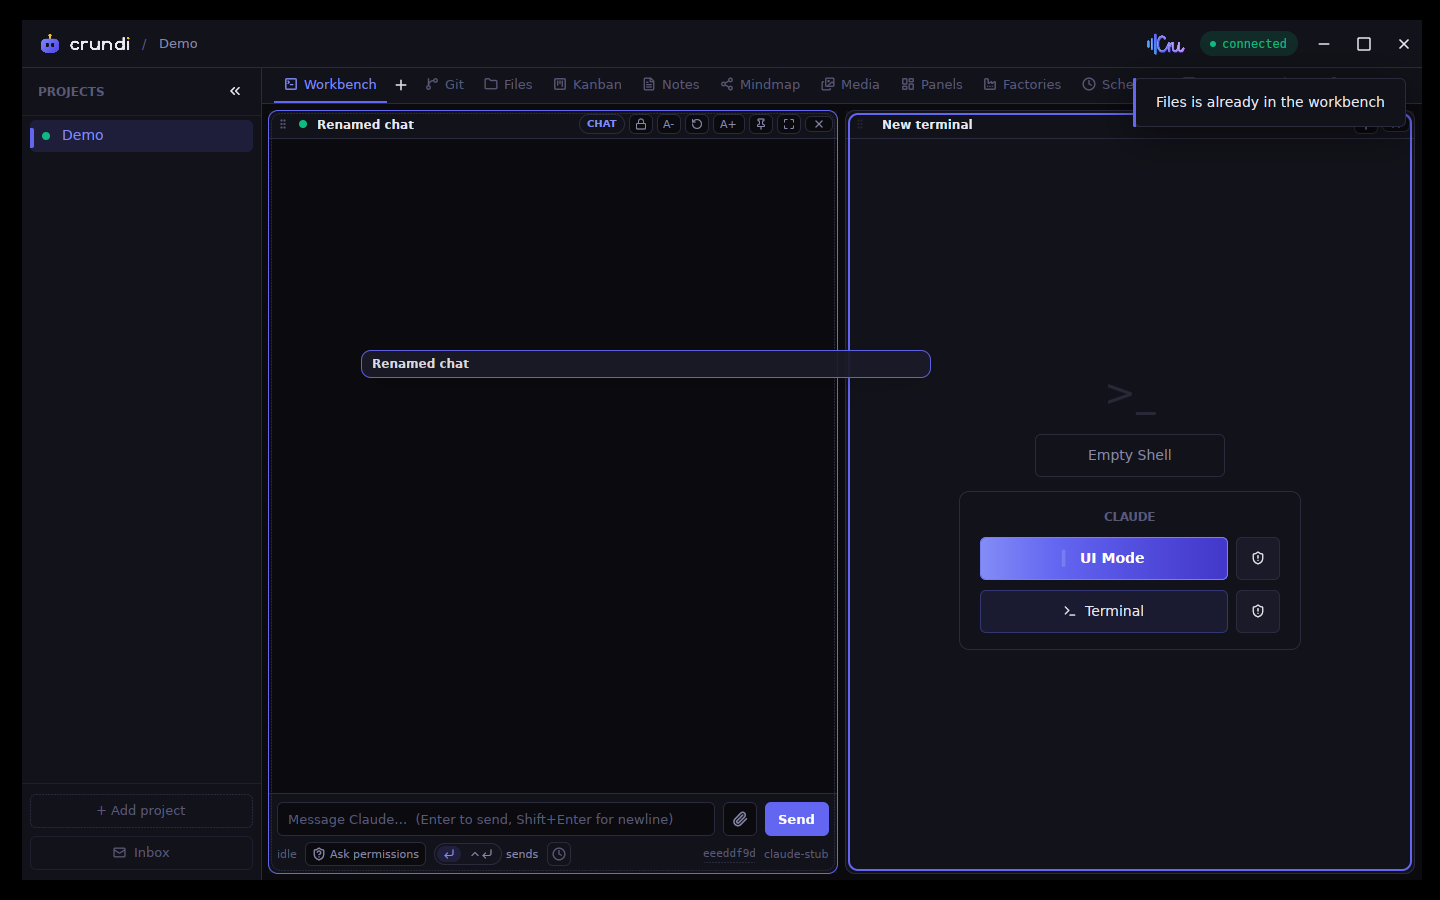 crundi / Demo
Cru
connected
PROJECTS
Workbench
Git
Files
Kanban
Notes
Mindmap
Media
Panels
Factories
Sche
Files is already in the workbench
Demo
Renamed chat
CHAT
A-
A+
New terminal
Renamed chat
>_
Empty Shell
CLAUDE
UI Mode
Terminal
Message Claude... (Enter to send, Shift+Enter for newline)
Send
idle
Ask permissions
sends
eeeddf9d
claude-stub
+ Add project
Inbox